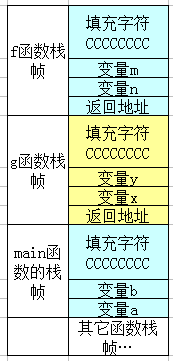 f函数栈
帧
填充字符
CCCCCCCC
变量m
变量n
返回地址
g函数栈
帧
填充字符
CCCCCCCC
变量y
变量x
返回地址
main函
数的栈
帧
填充字符
CCCCCCCC
变量b
变量a
其它函数栈
帧…